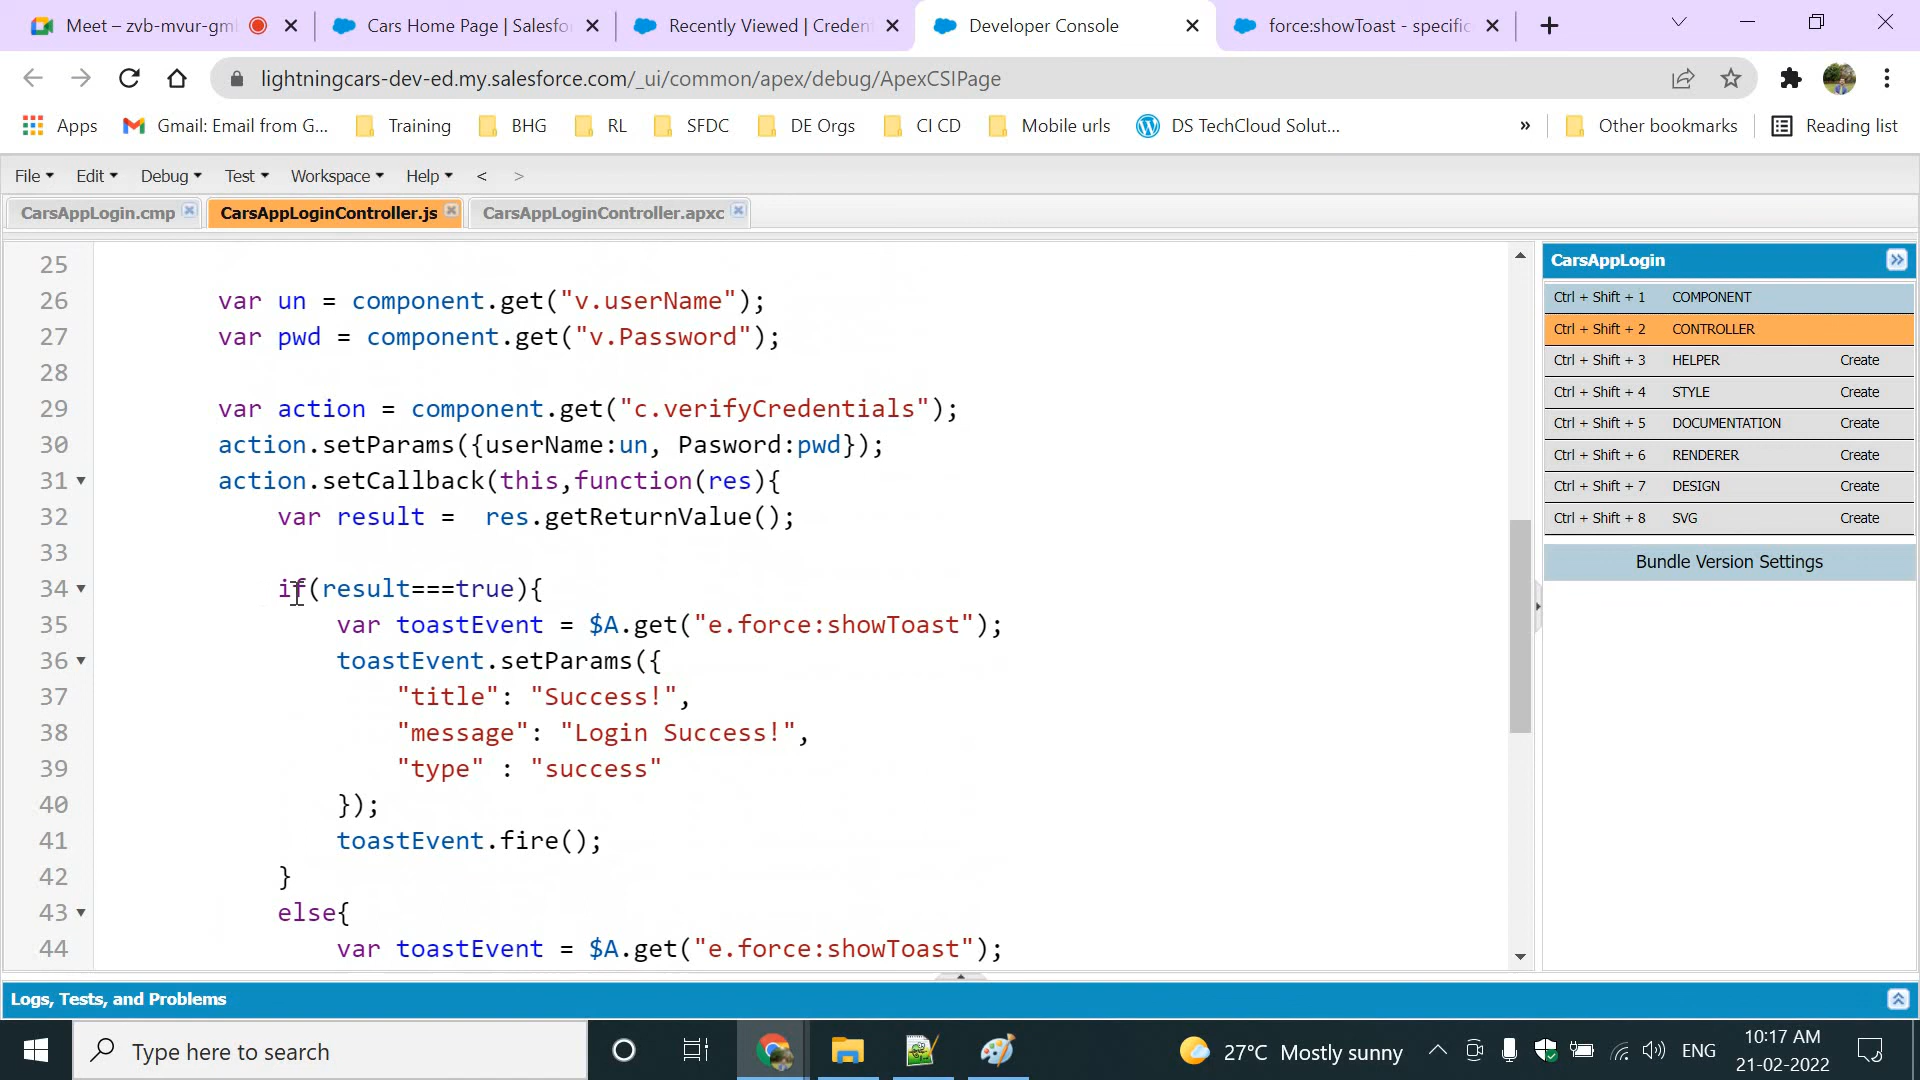 Meet – zvb-mvur-gml
Cars Home Page | Salesfo
Recently Viewed | Creden
Developer Console
force:showToast - specific
lightningcars-dev-ed.my.salesforce.com/_ui/common/apex/debug/ApexCSIPage
Apps
Gmail: Email from G...
Training
BHG
RL
SFDC
DE Orgs
CI CD
Mobile urls
DS TechCloud Solut...
»
Other bookmarks
Reading list
File
Edit
Debug
Test
Workspace
Help
<
>
CarsAppLogin.cmp
CarsAppLoginController.js
CarsAppLoginController.apxc
25
26 var un = component.get("v.userName");
27 var pwd = component.get("v.Password");
28
29 var action = component.get("c.verifyCredentials");
30 action.setParams({userName:un, Pasword:pwd});
31 action.setCallback(this,function(res){
32 var result =  res.getReturnValue();
33
34 if(result===true){
35 var toastEvent = $A.get("e.force:showToast");
36 toastEvent.setParams({
37 "title": "Success!",
38 "message": "Login Success!",
39 "type" : "success"
40 });
41 toastEvent.fire();
42 }
43 else{
44 var toastEvent = $A.get("e.force:showToast");
CarsAppLogin
Ctrl + Shift + 1 COMPONENT
Ctrl + Shift + 2 CONTROLLER
Ctrl + Shift + 3 HELPER Create
Ctrl + Shift + 4 STYLE Create
Ctrl + Shift + 5 DOCUMENTATION Create
Ctrl + Shift + 6 RENDERER Create
Ctrl + Shift + 7 DESIGN Create
Ctrl + Shift + 8 SVG Create
Bundle Version Settings
Logs, Tests, and Problems
Type here to search
27°C Mostly sunny
ENG
10:17 AM
21-02-2022